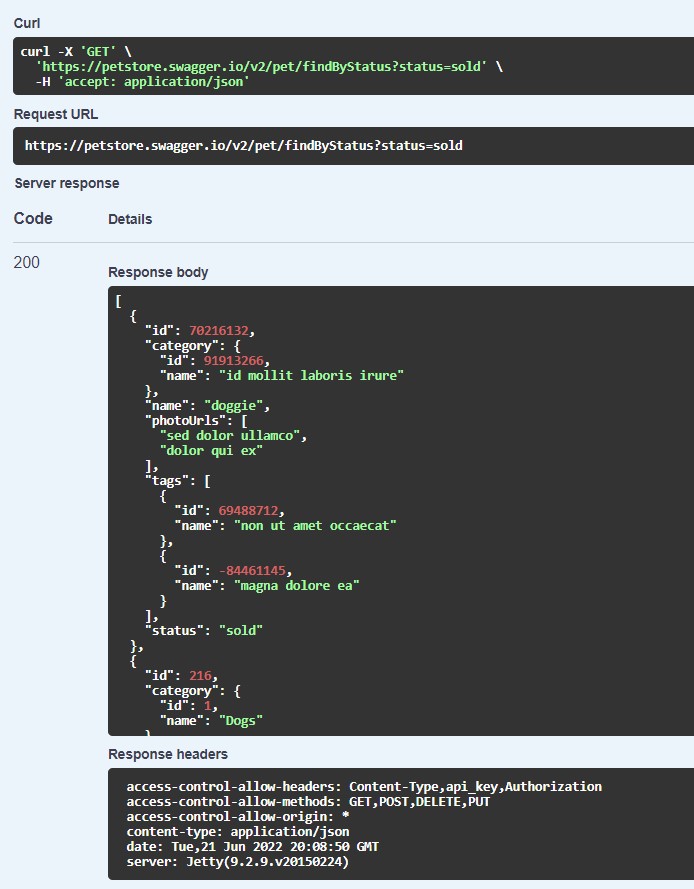 Curl
curl -X 'GET' \
  'https://petstore.swagger.io/v2/pet/findByStatus?status=sold' \
  -H 'accept: application/json'
Request URL
https://petstore.swagger.io/v2/pet/findByStatus?status=sold
Server response
Code Details
200
Response body
[
  {
    "id": 70216132,
    "category": {
      "id": 91913266,
      "name": "id mollit laboris irure"
    },
    "name": "doggie",
    "photoUrls": [
      "sed dolor ullamco",
      "dolor qui ex"
    ],
    "tags": [
      {
        "id": 69488712,
        "name": "non ut amet occaecat"
      },
      {
        "id": -84461145,
        "name": "magna dolore ea"
      }
    ],
    "status": "sold"
  },
  {
    "id": 216,
    "category": {
      "id": 1,
      "name": "Dogs"
    }
Response headers
access-control-allow-headers: Content-Type,api_key,Authorization
access-control-allow-methods: GET,POST,DELETE,PUT
access-control-allow-origin: *
content-type: application/json
date: Tue,21 Jun 2022 20:08:50 GMT
server: Jetty(9.2.9.v20150224)